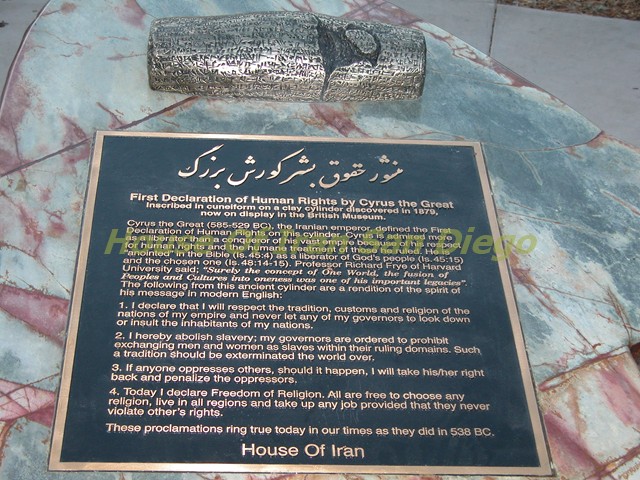 منشور حقوق بشر کورش بزرگ
First Declaration of Human Rights by Cyrus the Great
Inscribed in cuneiform on a clay cylinder discovered in 1879,
now on display in the British Museum.
Cyrus the Great (585-529 BC), the Iranian emperor, defined the First
Declaration of Human Rights on his cylinder. Cyrus is admired more
as a liberator than a conqueror of his vast empire because of his respect
for human rights and the humane treatment of those he ruled. He was
"anointed" in the Bible (Is.45:4) as a liberator of God's people (Is.45:15)
and the chosen one (Is.48:14-15). Professor Richard Frye of Harvard
University said; "Surely the concept of One World, the fusion of
Peoples and Cultures into oneness was one of his important legacies".
The following from this ancient cylinder are a rendition of the spirit of
his message in modern English:
1. I declare that I will respect the tradition, customs and religion of the
nations of my empire and never let any of my governors to look down
or insult the inhabitants of my nations.
2. I hereby abolish slavery; my governors are ordered to prohibit
exchanging men and women as slaves within their ruling domains. Such
a tradition should be exterminated the world over.
3. If anyone oppresses others, should it happen, I will take his/her right
back and penalize the oppressors.
4. Today I declare Freedom of Religion. All are free to choose any
religion, live in all regions and take up any job provided that they never
violate other's rights.
These proclamations ring true today in our times as they did in 538 BC.
House Of Iran
House of Iran San Diego